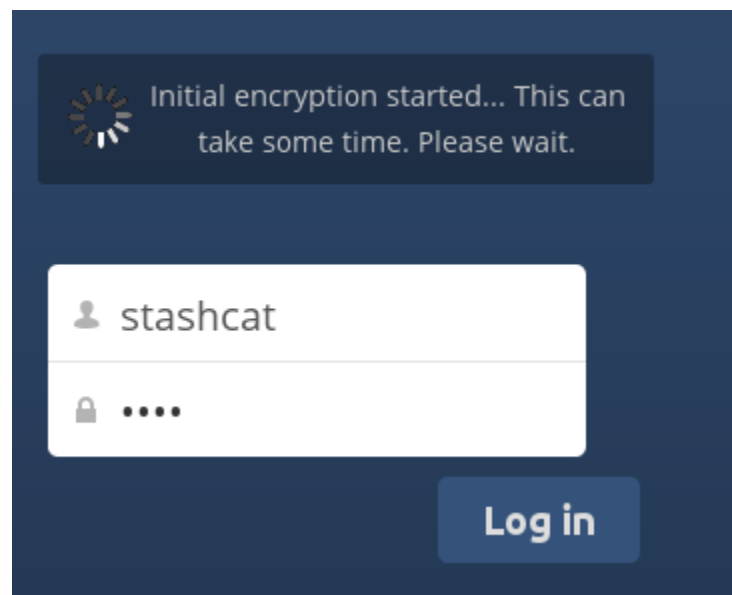 Initial encryption started... This can
take some time. Please wait.
stashcat
••••
Log in